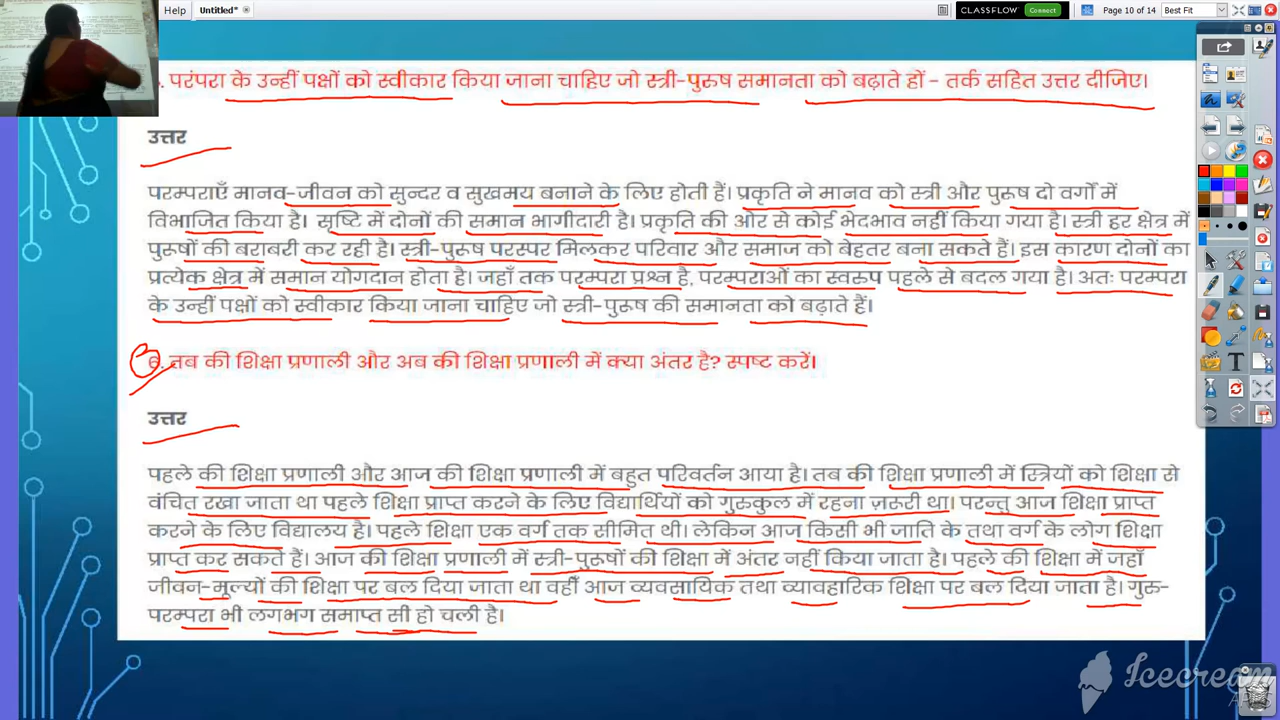 Help
Untitled*
CLASSFLOW Connect
Page 10 of 14
Best Fit
. परंपरा के उन्हीं पक्षों को स्वीकार किया जाना चाहिए जो स्त्री-पुरुष समानता को बढ़ाते हों - तर्क सहित उत्तर दीजिए।
उत्तर
परम्पराएँ मानव-जीवन को सुन्दर व सुखमय बनाने के लिए होती हैं। प्रकृति ने मानव को स्त्री और पुरुष दो वर्गों में
विभाजित किया है। सृष्टि में दोनों की समान भागीदारी है। प्रकृति की ओर से कोई भेदभाव नहीं किया गया है। स्त्री हर क्षेत्र में
पुरूषों की बराबरी कर रही है। स्त्री-पुरूष परस्पर मिलकर परिवार और समाज को बेहतर बना सकते हैं। इस कारण दोनों का
प्रत्येक क्षेत्र में समान योगदान होता है। जहाँ तक परम्परा प्रश्न है, परम्पराओं का स्वरुप पहले से बदल गया है। अतः परम्परा
के उन्हीं पक्षों को स्वीकार किया जाना चाहिए जो स्त्री-पुरूष की समानता को बढ़ाते हैं।
6. तब की शिक्षा प्रणाली और अब की शिक्षा प्रणाली में क्या अंतर है? स्पष्ट करें।
उत्तर
पहले की शिक्षा प्रणाली और आज की शिक्षा प्रणाली में बहुत परिवर्तन आया है। तब की शिक्षा प्रणाली में स्त्रियों को शिक्षा से
वंचित रखा जाता था पहले शिक्षा प्राप्त करने के लिए विद्यार्थियों को गुरुकुल में रहना ज़रूरी था। परन्तु आज शिक्षा प्राप्त
करने के लिए विद्यालय है। पहले शिक्षा एक वर्ग तक सीमित थी। लेकिन आज किसी भी जाति के तथा वर्ग के लोग शिक्षा
प्राप्त कर सकते हैं। आज की शिक्षा प्रणाली में स्त्री-पुरूषों की शिक्षा में अंतर नहीं किया जाता है। पहले की शिक्षा में जहाँ
जीवन-मूल्यों की शिक्षा पर बल दिया जाता था वहीँ आज व्यवसायिक तथा व्यावहारिक शिक्षा पर बल दिया जाता है। गुरु-
परम्परा भी लगभग समाप्त सी हो चली है।
Icecream
APPS